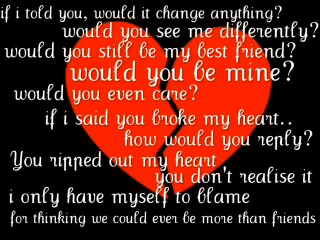 if i told you, would it change anything?
would you see me differently?
would you still be my best friend?
would you be mine?
would you even care?
if i said you broke my heart..
how would you reply?
You ripped out my heart
you don't realise it
i only have myself to blame
for thinking we could ever be more than friends